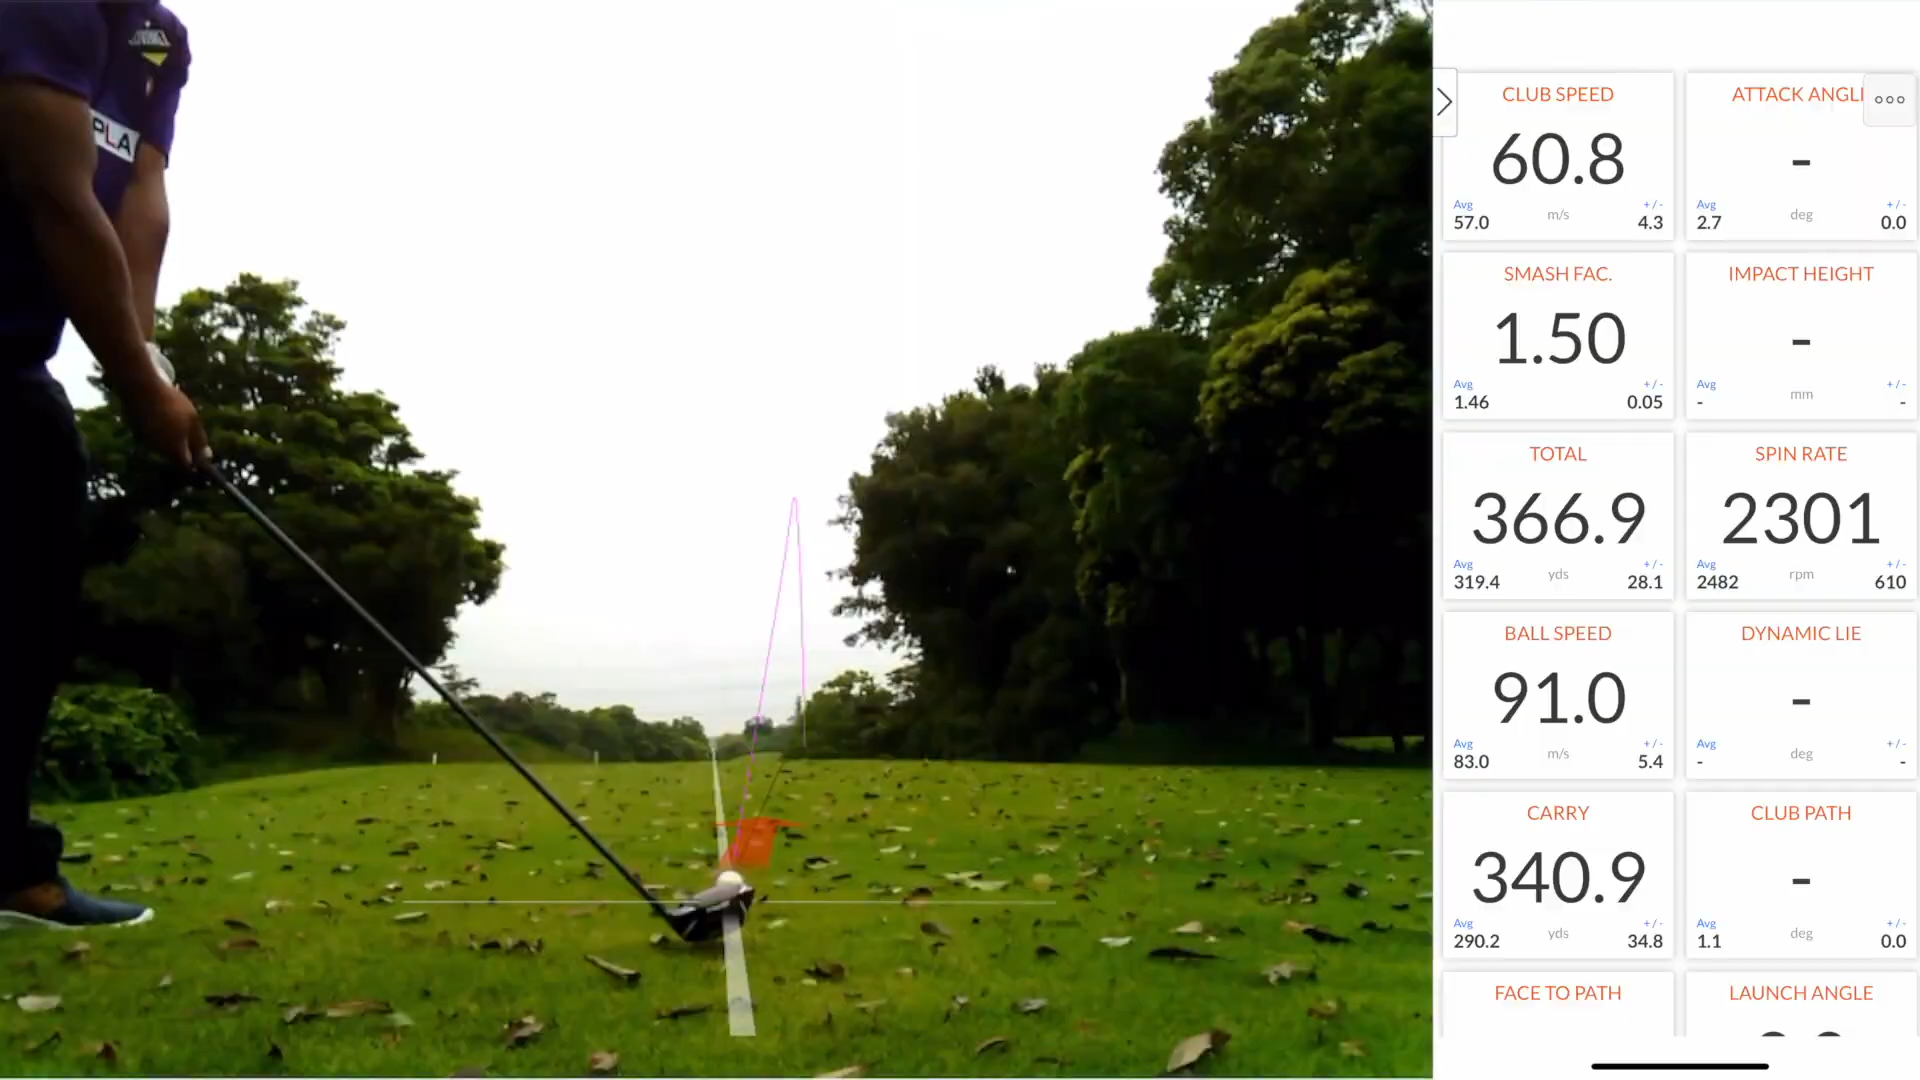 PLA
CLUB SPEED
60.8
Avg
57.0
m/s
+/-
4.3
ATTACK ANGL
-
Avg
2.7
deg
+/-
0.0
SMASH FAC.
1.50
Avg
1.46
+/-
0.05
IMPACT HEIGHT
-
Avg
-
mm
+/-
-
TOTAL
366.9
Avg
319.4
yds
+/-
28.1
SPIN RATE
2301
Avg
2482
rpm
+/-
610
BALL SPEED
91.0
Avg
83.0
m/s
+/-
5.4
DYNAMIC LIE
-
Avg
-
deg
+/-
-
CARRY
340.9
Avg
290.2
yds
+/-
34.8
CLUB PATH
-
Avg
1.1
deg
+/-
0.0
FACE TO PATH
LAUNCH ANGLE